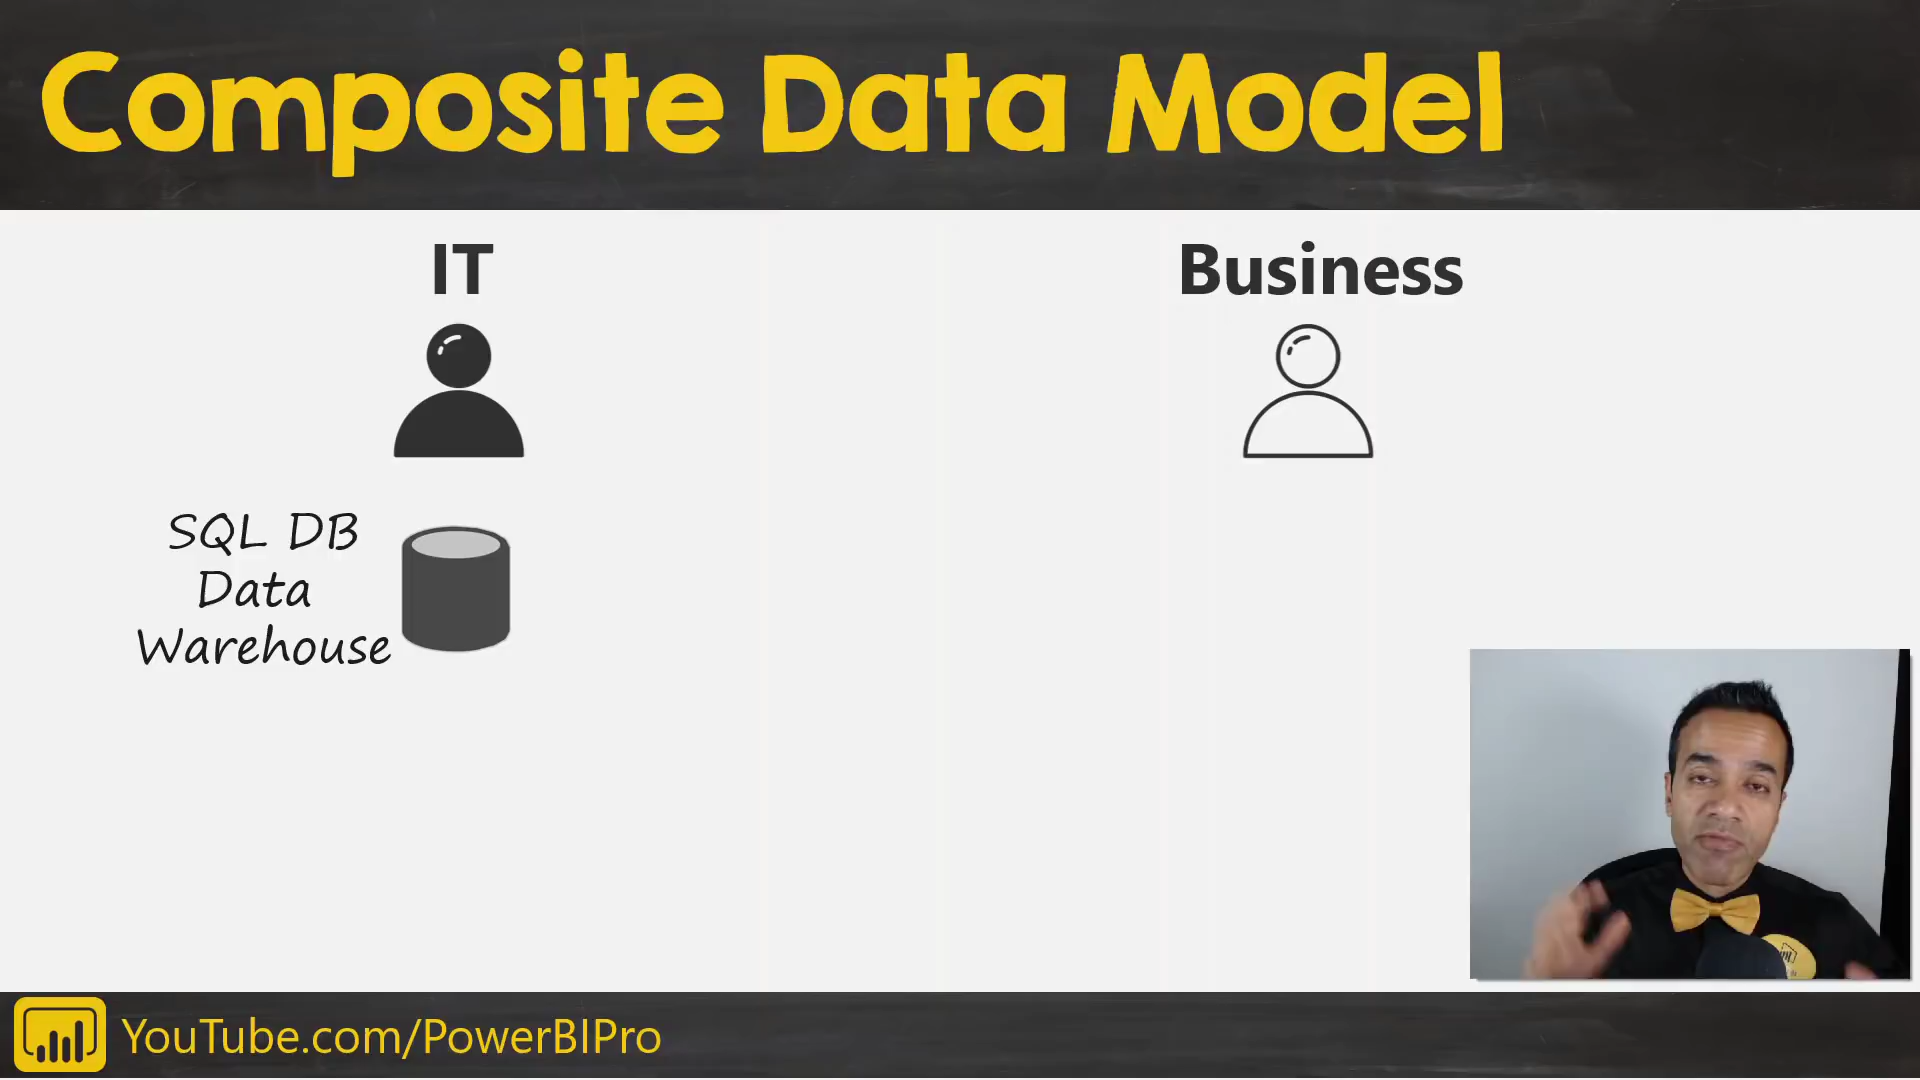 Composite Data Model
IT
Business
SQL DB
Data
Warehouse
YouTube.com/PowerBIPro